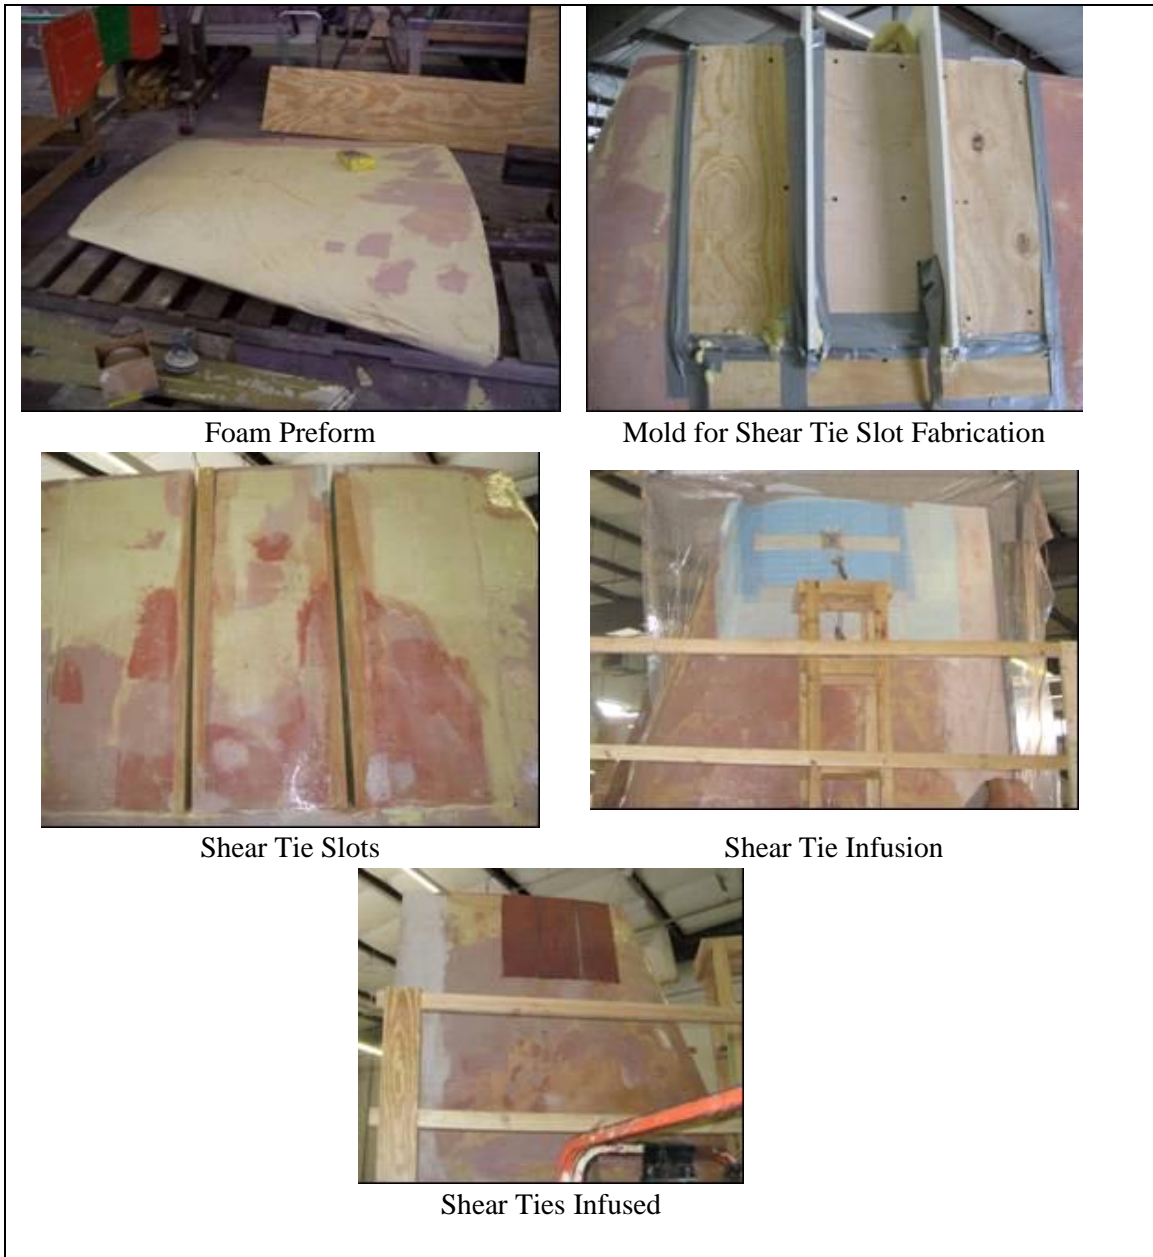 Foam Preform
Mold for Shear Tie Slot Fabrication
Shear Tie Slots
Shear Tie Infusion
Shear Ties Infused